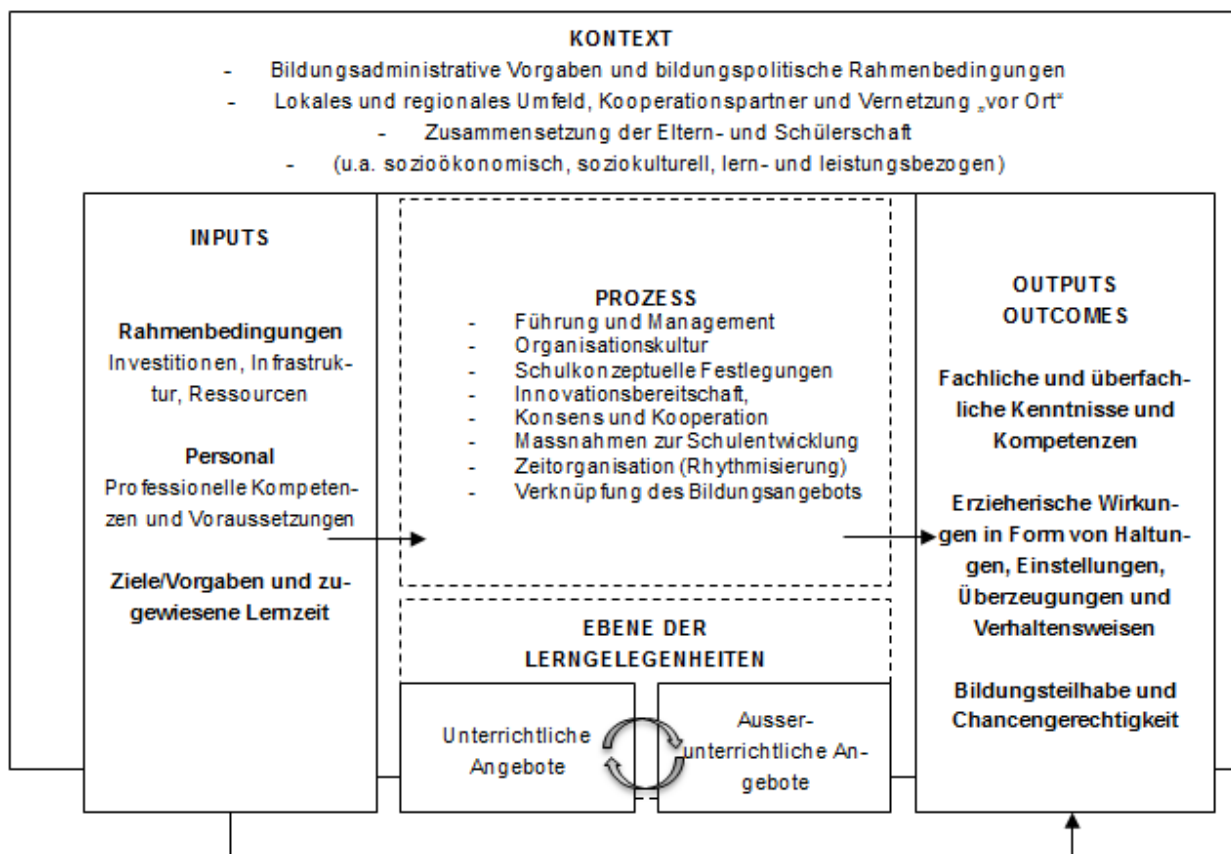 KONTEXT
- Bildungsadministrative Vorgaben und bildungspolitische Rahmenbedingungen
- Lokales und regionales Umfeld, Kooperationspartner und Vernetzung „vor Ort“
- Zusammensetzung der Eltern- und Schülerschaft
- (u.a. sozioökonomisch, soziokulturell, lern- und leistungsbezogen)
INPUTS
Rahmenbedingungen
Investitionen, Infrastruk-
tur, Ressourcen
Personal
Professionelle Kompeten-
zen und Voraussetzungen
Ziele/Vorgaben und zu-
gewiesene Lernzeit
PROZESS
- Führung und Management
- Organisationskultur
- Schulkonzeptuelle Festlegungen
- Innovationsbereitschaft,
- Konsens und Kooperation
- Massnahmen zur Schulentwicklung
- Zeitorganisation (Rhythmisierung)
- Verknüpfung des Bildungsangebots
EBENE DER
LERNGELEGENHEITEN
Unterrichtliche
Angebote
Ausser-
unterrichtliche An-
gebote
OUTPUTS
OUTCOMES
Fachliche und überfach-
liche Kenntnisse und
Kompetenzen
Erzieherische Wirkun-
gen in Form von Haltun-
gen, Einstellungen,
Überzeugungen und
Verhaltensweisen
Bildungsteilhabe und
Chancengerechtigkeit